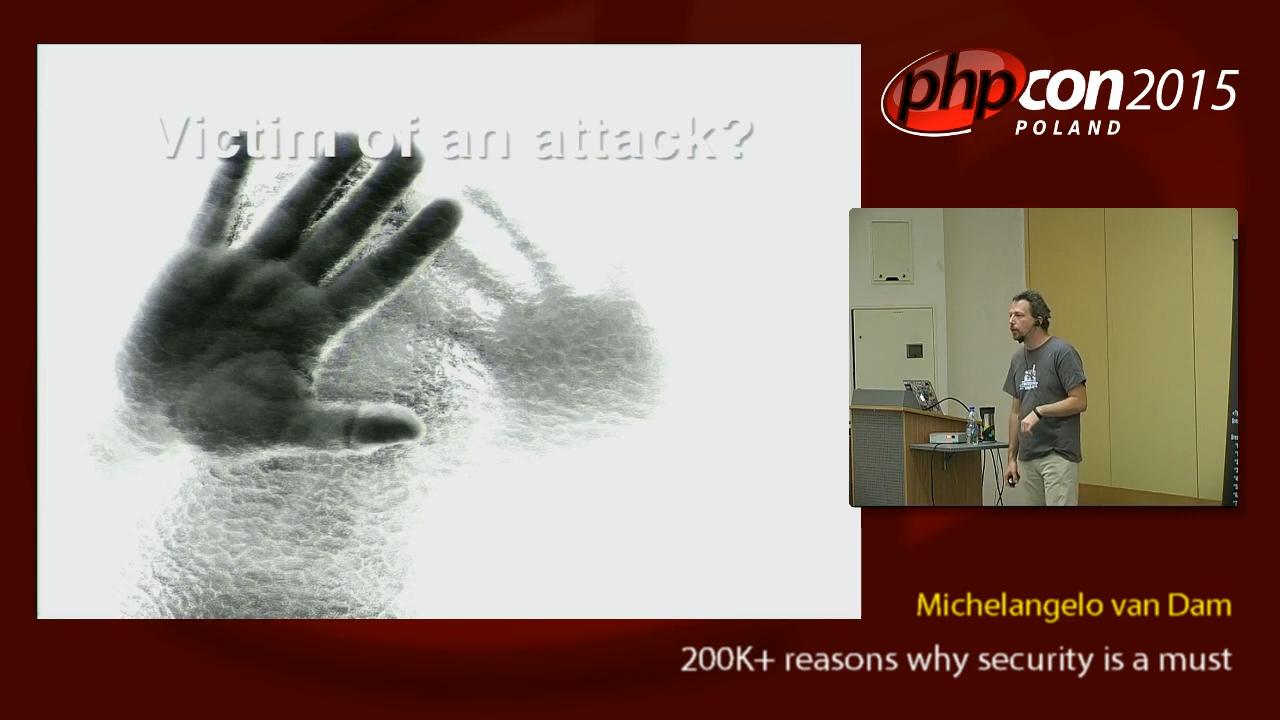 Victim of an attack?
phpcon2015
POLAND
Michelangelo van Dam
200K+ reasons why security is a must